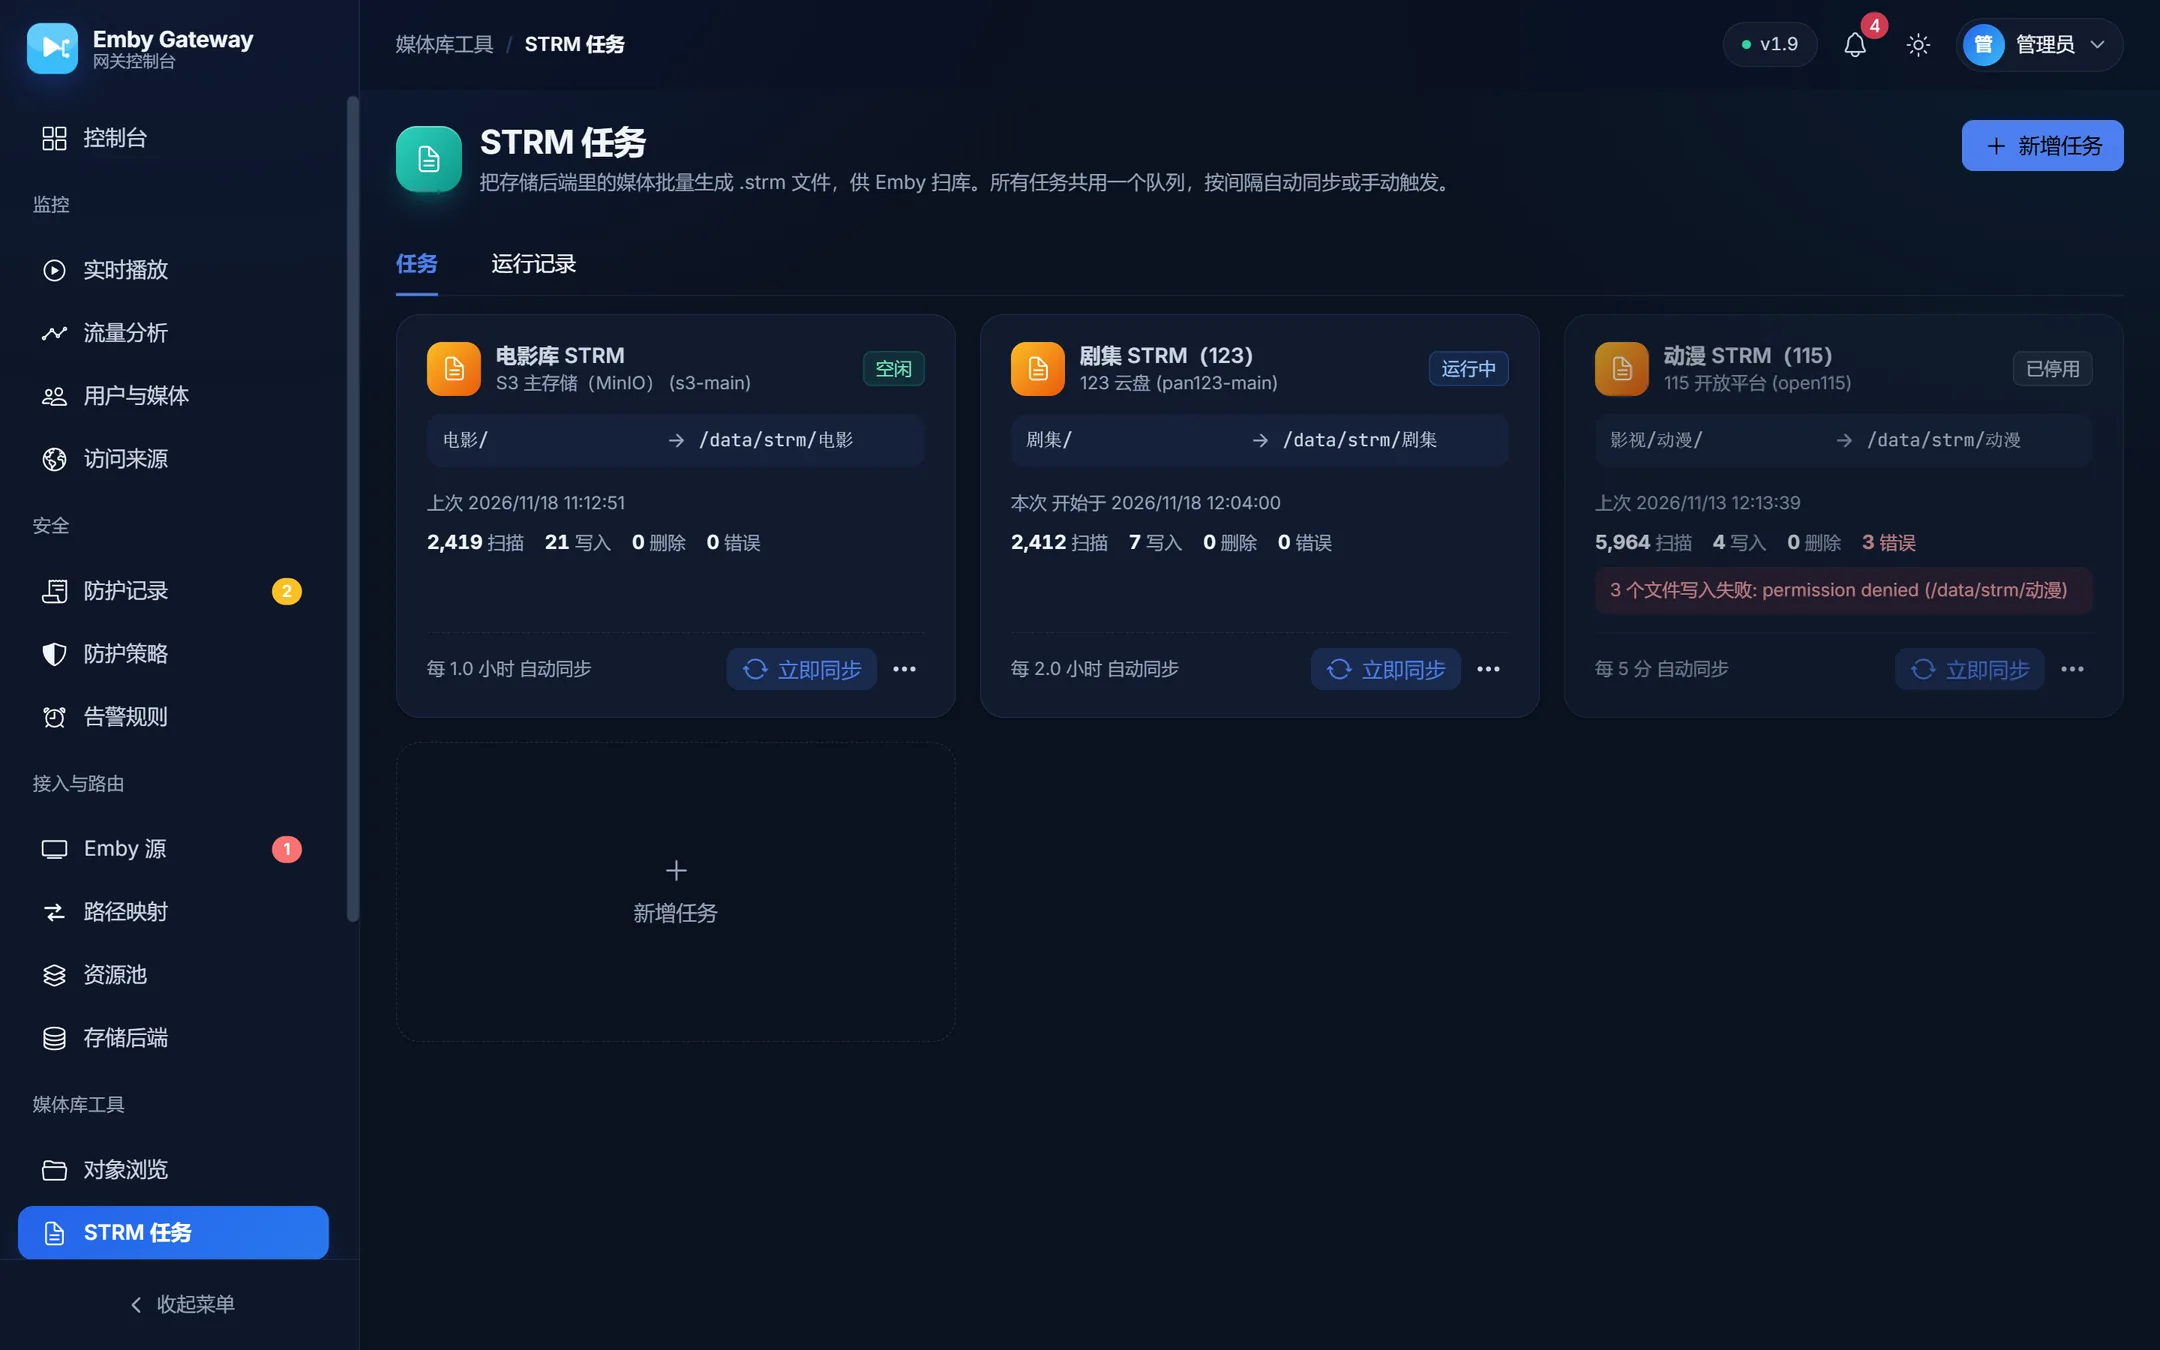 Emby Gateway
网关控制台
控制台
监控
实时播放
流量分析
用户与媒体
访问来源
安全
防护记录 2
防护策略
告警规则
接入与路由
Emby 源 1
路径映射
资源池
存储后端
媒体库工具
对象浏览
STRM 任务
收起菜单
媒体库工具 / STRM 任务
v1.9
4
管 管理员
STRM 任务
把存储后端里的媒体批量生成 .strm 文件，供 Emby 扫库。所有任务共用一个队列，按间隔自动同步或手动触发。
+ 新增任务
任务 运行记录
电影库 STRM
S3 主存储（MinIO） (s3-main)
空闲
电影/ → /data/strm/电影
上次 2026/11/18 11:12:51
2,419 扫描 21 写入 0 删除 0 错误
每 1.0 小时 自动同步
立即同步
剧集 STRM（123）
123 云盘 (pan123-main)
运行中
剧集/ → /data/strm/剧集
本次 开始于 2026/11/18 12:04:00
2,412 扫描 7 写入 0 删除 0 错误
每 2.0 小时 自动同步
立即同步
动漫 STRM（115）
115 开放平台 (open115)
已停用
影视/动漫/ → /data/strm/动漫
上次 2026/11/13 12:13:39
5,964 扫描 4 写入 0 删除 3 错误
3 个文件写入失败: permission denied (/data/strm/动漫)
每 5 分 自动同步
立即同步
+
新增任务